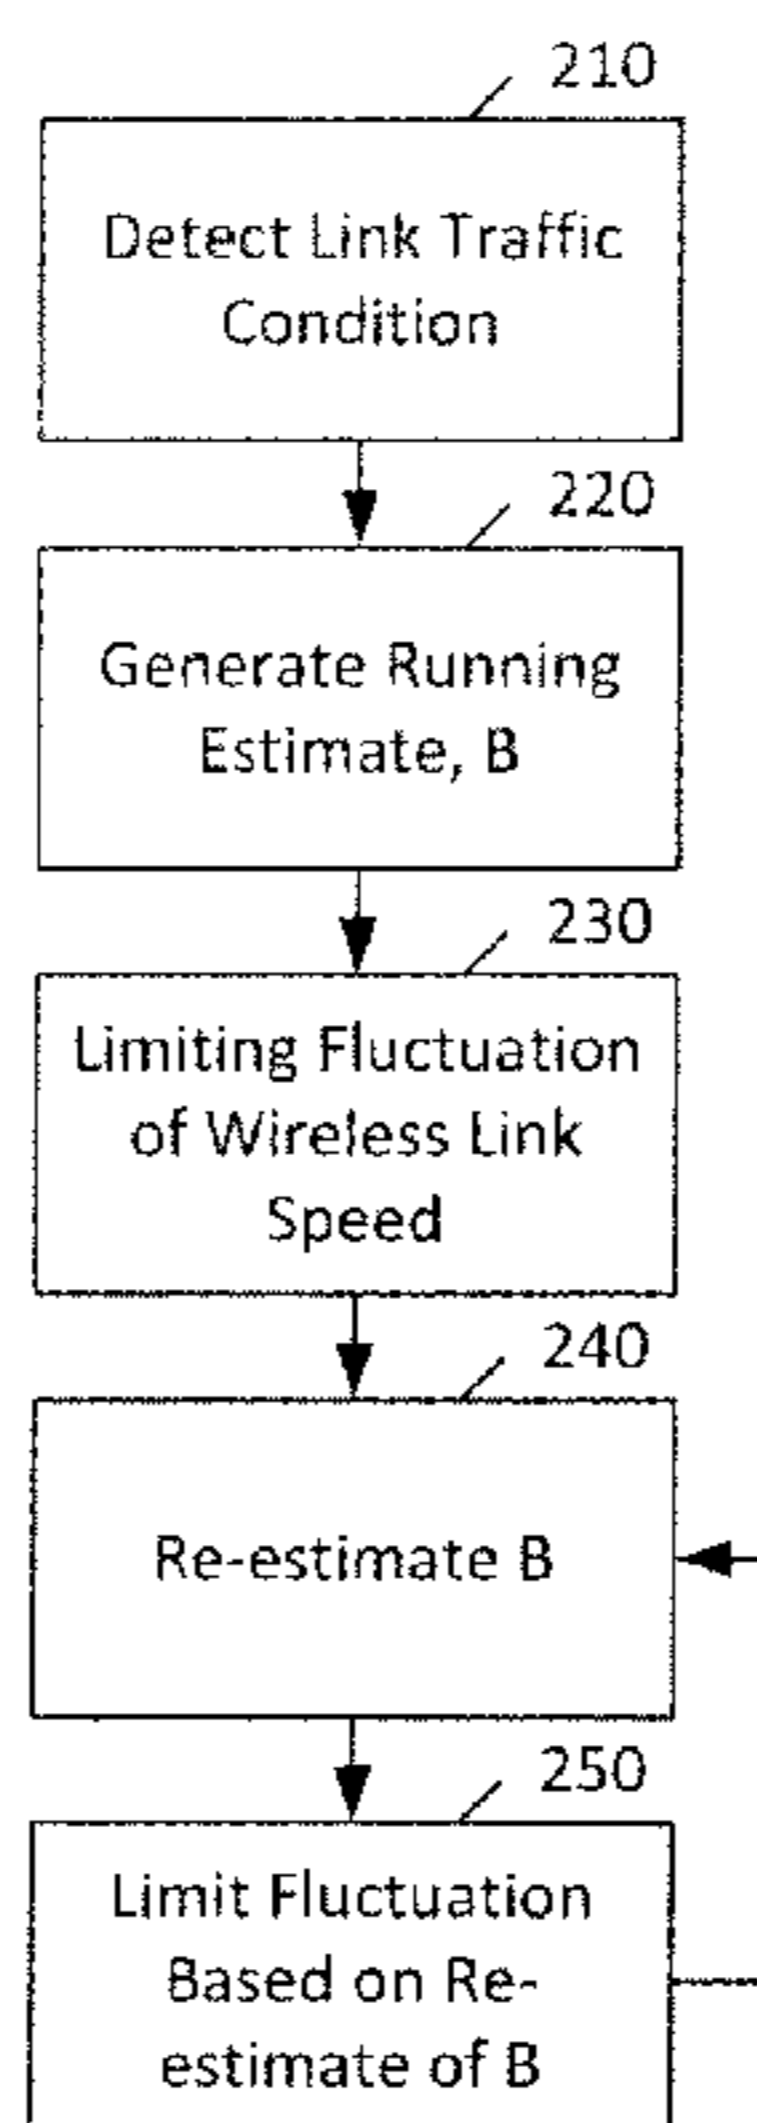 210
Detect Link Traffic
Condition
220
Generate Running
Estimate, B
230
Limiting Fluctuation
of Wireless Link
Speed
240
Re-estimate B
250
Limit Fluctuation
Based on Re-
estimate of B